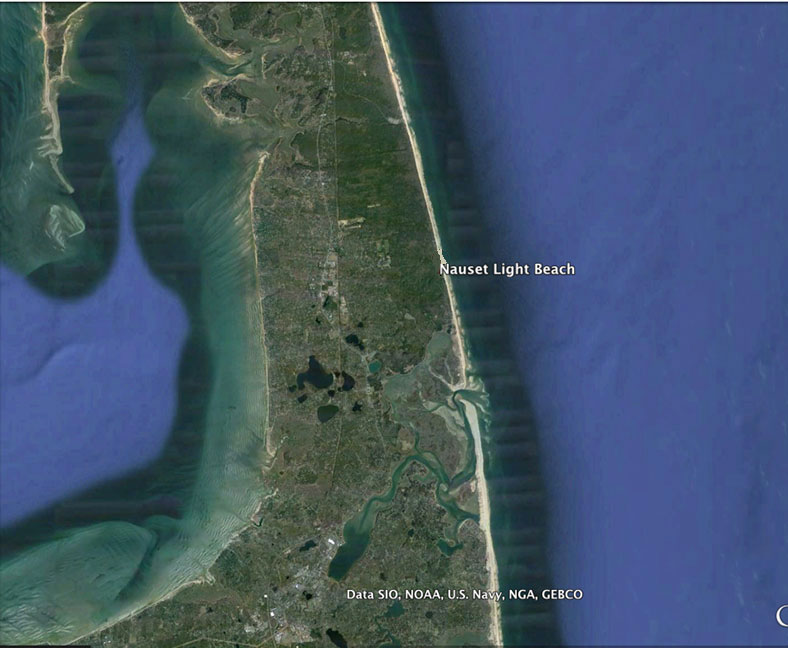 Nauset Light Beach
Data SIO, NOAA, U.S. Navy, NGA, GEBCO